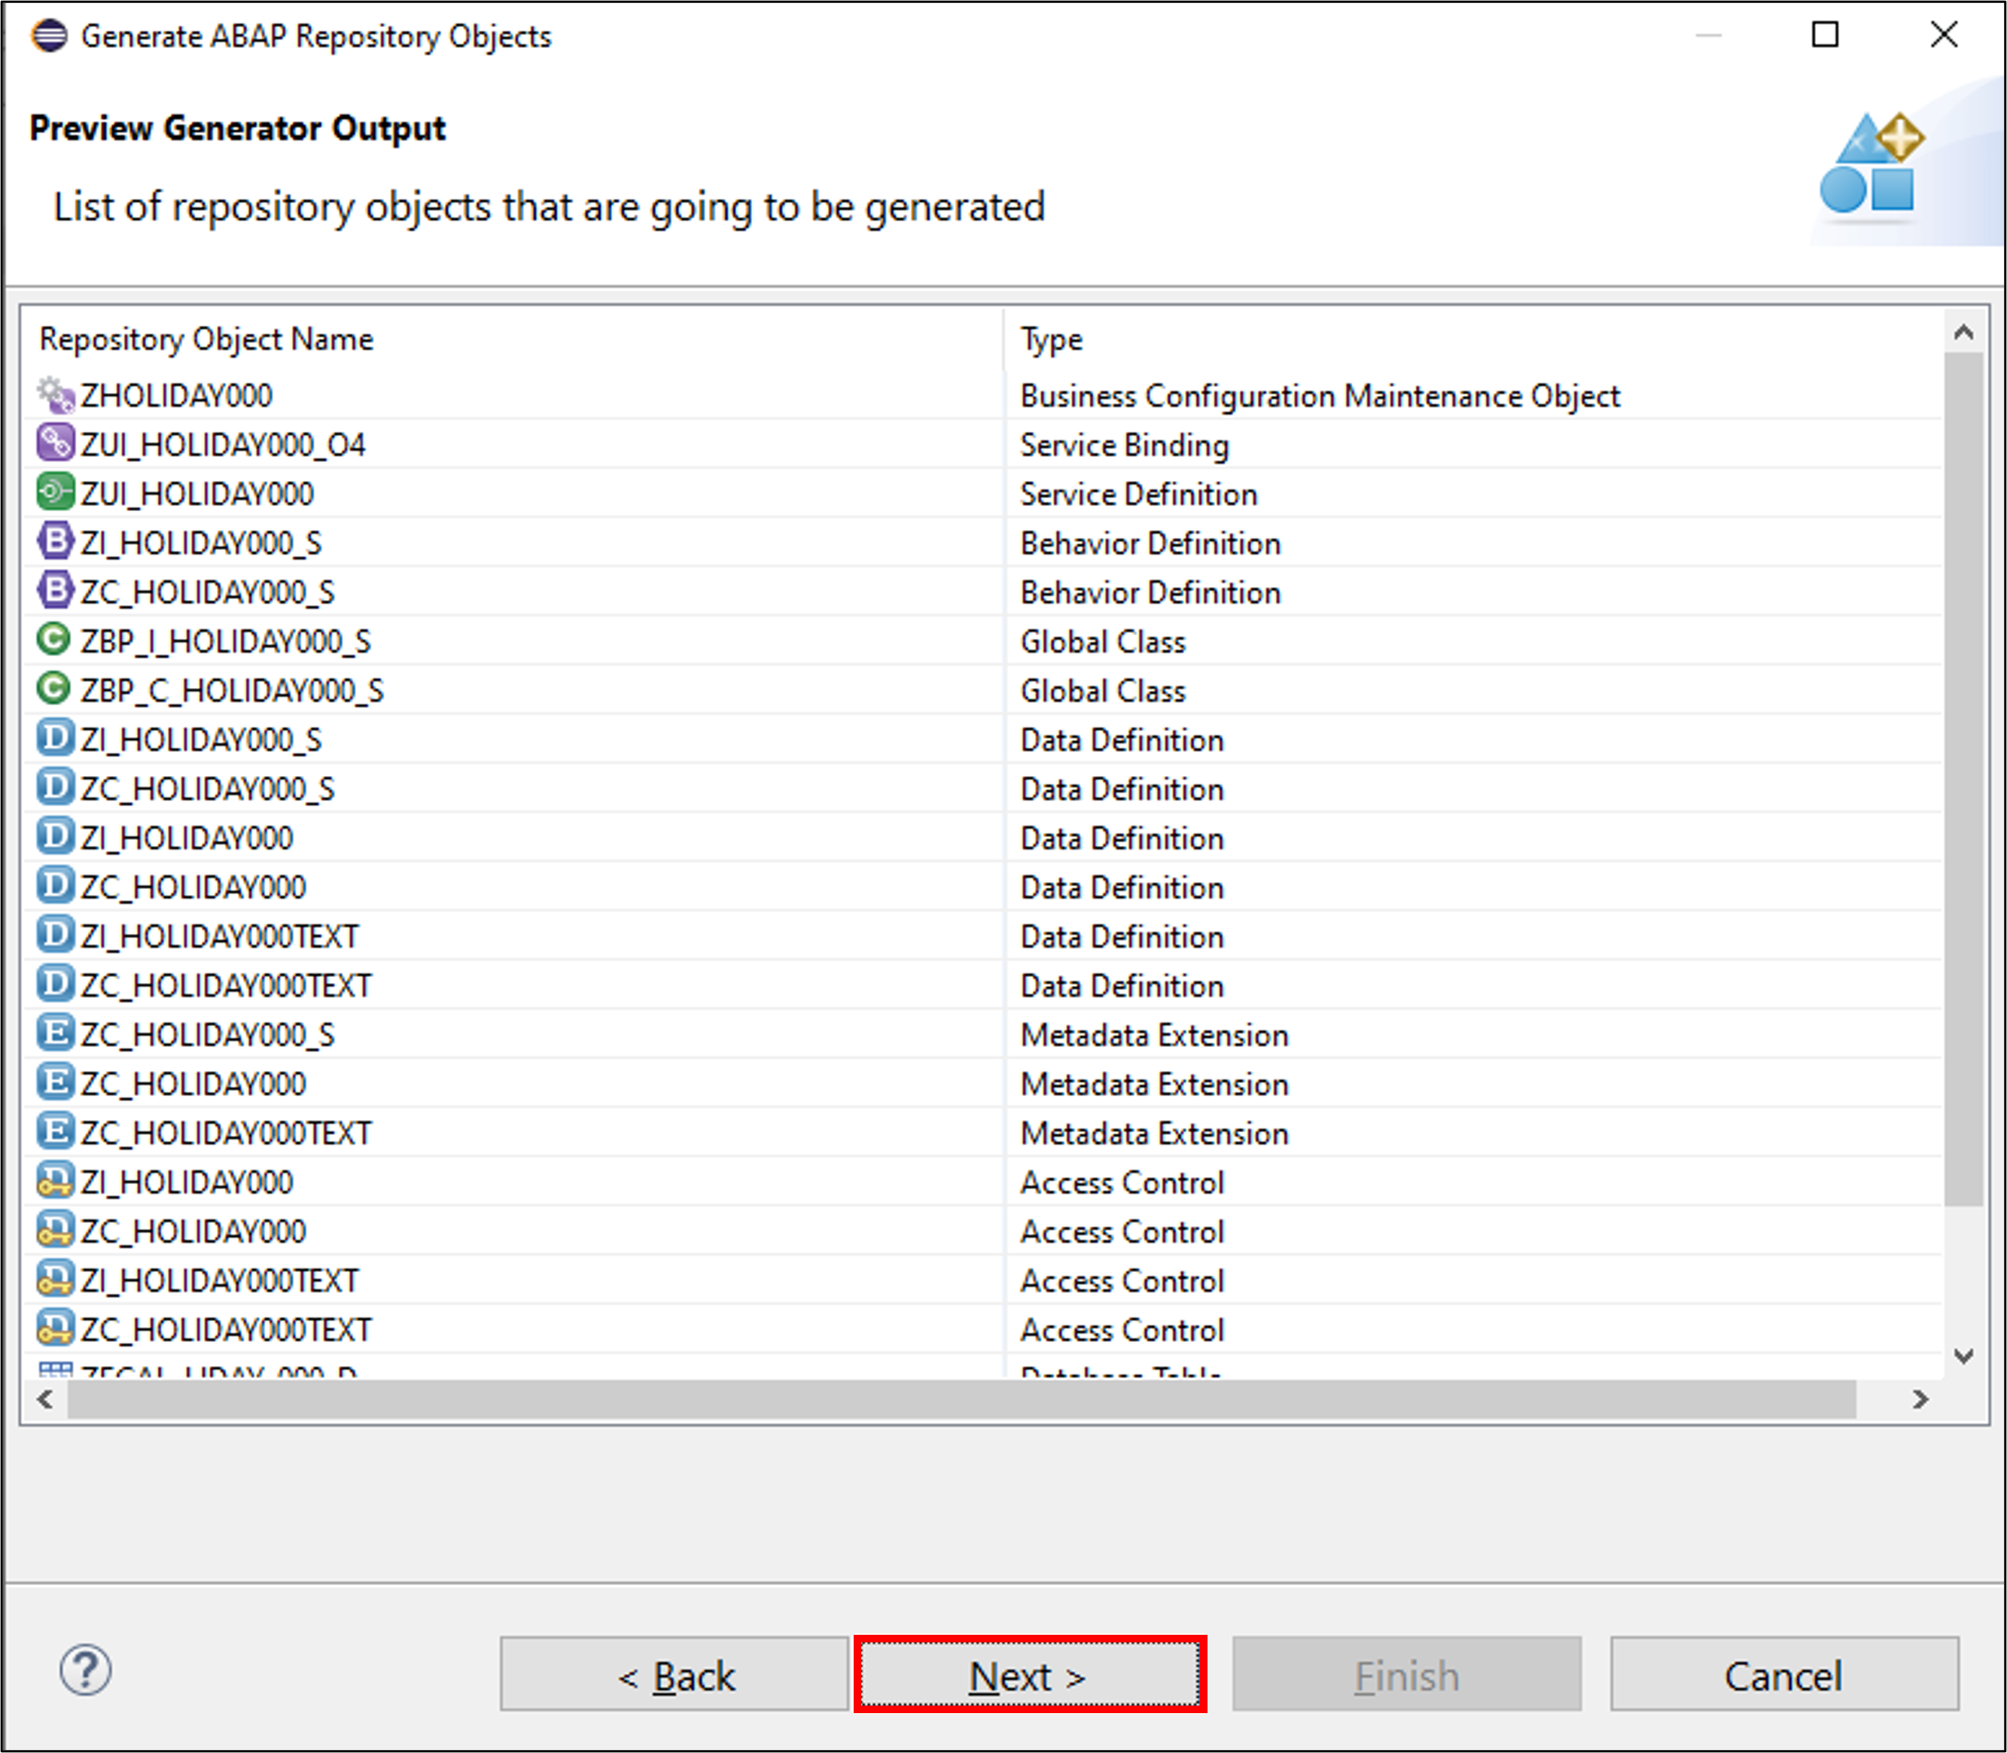 Generate ABAP Repository Objects
Preview Generator Output
List of repository objects that are going to be generated
Repository Object Name Type
ZHOLIDAY000 Business Configuration Maintenance Object
ZUI_HOLIDAY000_O4 Service Binding
ZUI_HOLIDAY000 Service Definition
B ZI_HOLIDAY000_S Behavior Definition
B ZC_HOLIDAY000_S Behavior Definition
C ZBP_I_HOLIDAY000_S Global Class
C ZBP_C_HOLIDAY000_S Global Class
D ZI_HOLIDAY000_S Data Definition
D ZC_HOLIDAY000_S Data Definition
D ZI_HOLIDAY000 Data Definition
D ZC_HOLIDAY000 Data Definition
D ZI_HOLIDAY000TEXT Data Definition
D ZC_HOLIDAY000TEXT Data Definition
E ZC_HOLIDAY000_S Metadata Extension
E ZC_HOLIDAY000 Metadata Extension
E ZC_HOLIDAY000TEXT Metadata Extension
D ZI_HOLIDAY000 Access Control
D ZC_HOLIDAY000 Access Control
D ZI_HOLIDAY000TEXT Access Control
D ZC_HOLIDAY000TEXT Access Control
Database Table
? < Back Next > Finish Cancel